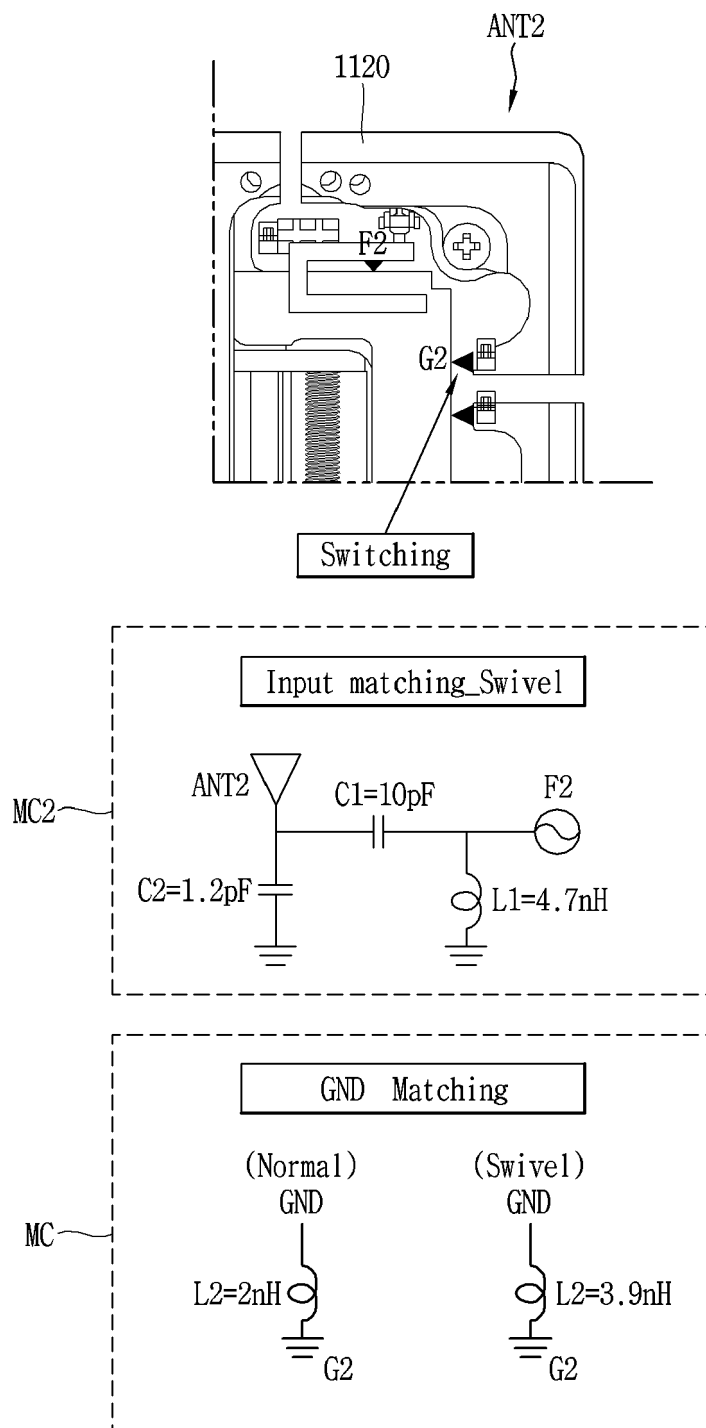 ANT2
1120
F2
G2
Switching
Input matching_Swivel
ANT2
C1=10pF
F2
MC2
C2=1.2pF
L1=4.7nH
GND Matching
(Normal)
GND
(Swivel)
GND
MC
L2=2nH
L2=3.9nH
G2
G2